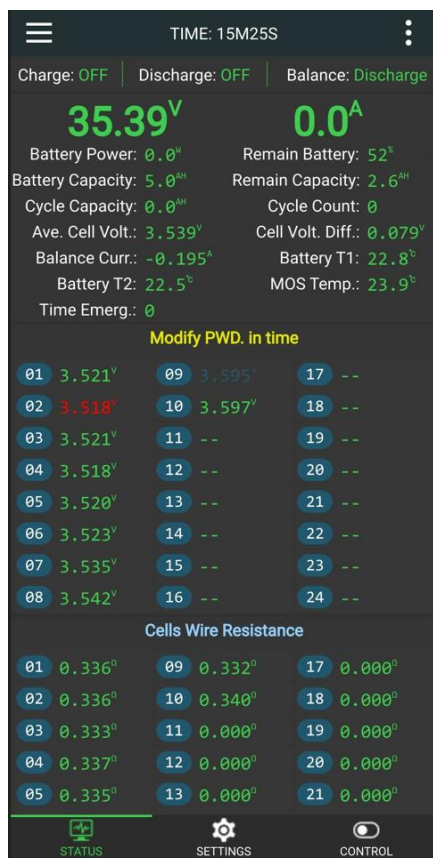 TIME: 15M25S
Charge: OFF Discharge: OFF Balance: Discharge
35.39V 0.0A
Battery Power: 0.0W Remain Battery: 52%
Battery Capacity: 5.0AH Remain Capacity: 2.6AH
Cycle Capacity: 0.0AH Cycle Count: 0
Ave. Cell Volt.: 3.539V Cell Volt. Diff.: 0.079V
Balance Curr.: -0.195A Battery T1: 22.8℃
Battery T2: 22.5℃ MOS Temp.: 23.9℃
Time Emerg.: 0
Modify PWD. in time
01 3.521V 09 3.595V 17 --
02 3.518V 10 3.597V 18 --
03 3.521V 11 -- 19 --
04 3.518V 12 -- 20 --
05 3.520V 13 -- 21 --
06 3.523V 14 -- 22 --
07 3.535V 15 -- 23 --
08 3.542V 16 -- 24 --
Cells Wire Resistance
01 0.336Ω 09 0.332Ω 17 0.000Ω
02 0.336Ω 10 0.340Ω 18 0.000Ω
03 0.333Ω 11 0.000Ω 19 0.000Ω
04 0.337Ω 12 0.000Ω 20 0.000Ω
05 0.335Ω 13 0.000Ω 21 0.000Ω
STATUS SETTINGS CONTROL